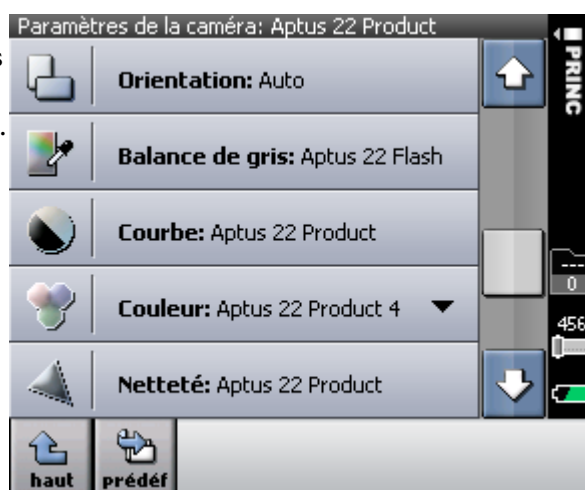 Paramètres de la caméra: Aptus 22 Product
s
.
Orientation: Auto
PRINC
Balance de gris: Aptus 22 Flash
Courbe: Aptus 22 Product
---
0
Couleur: Aptus 22 Product 4
456
Netteté: Aptus 22 Product
haut
prédéf